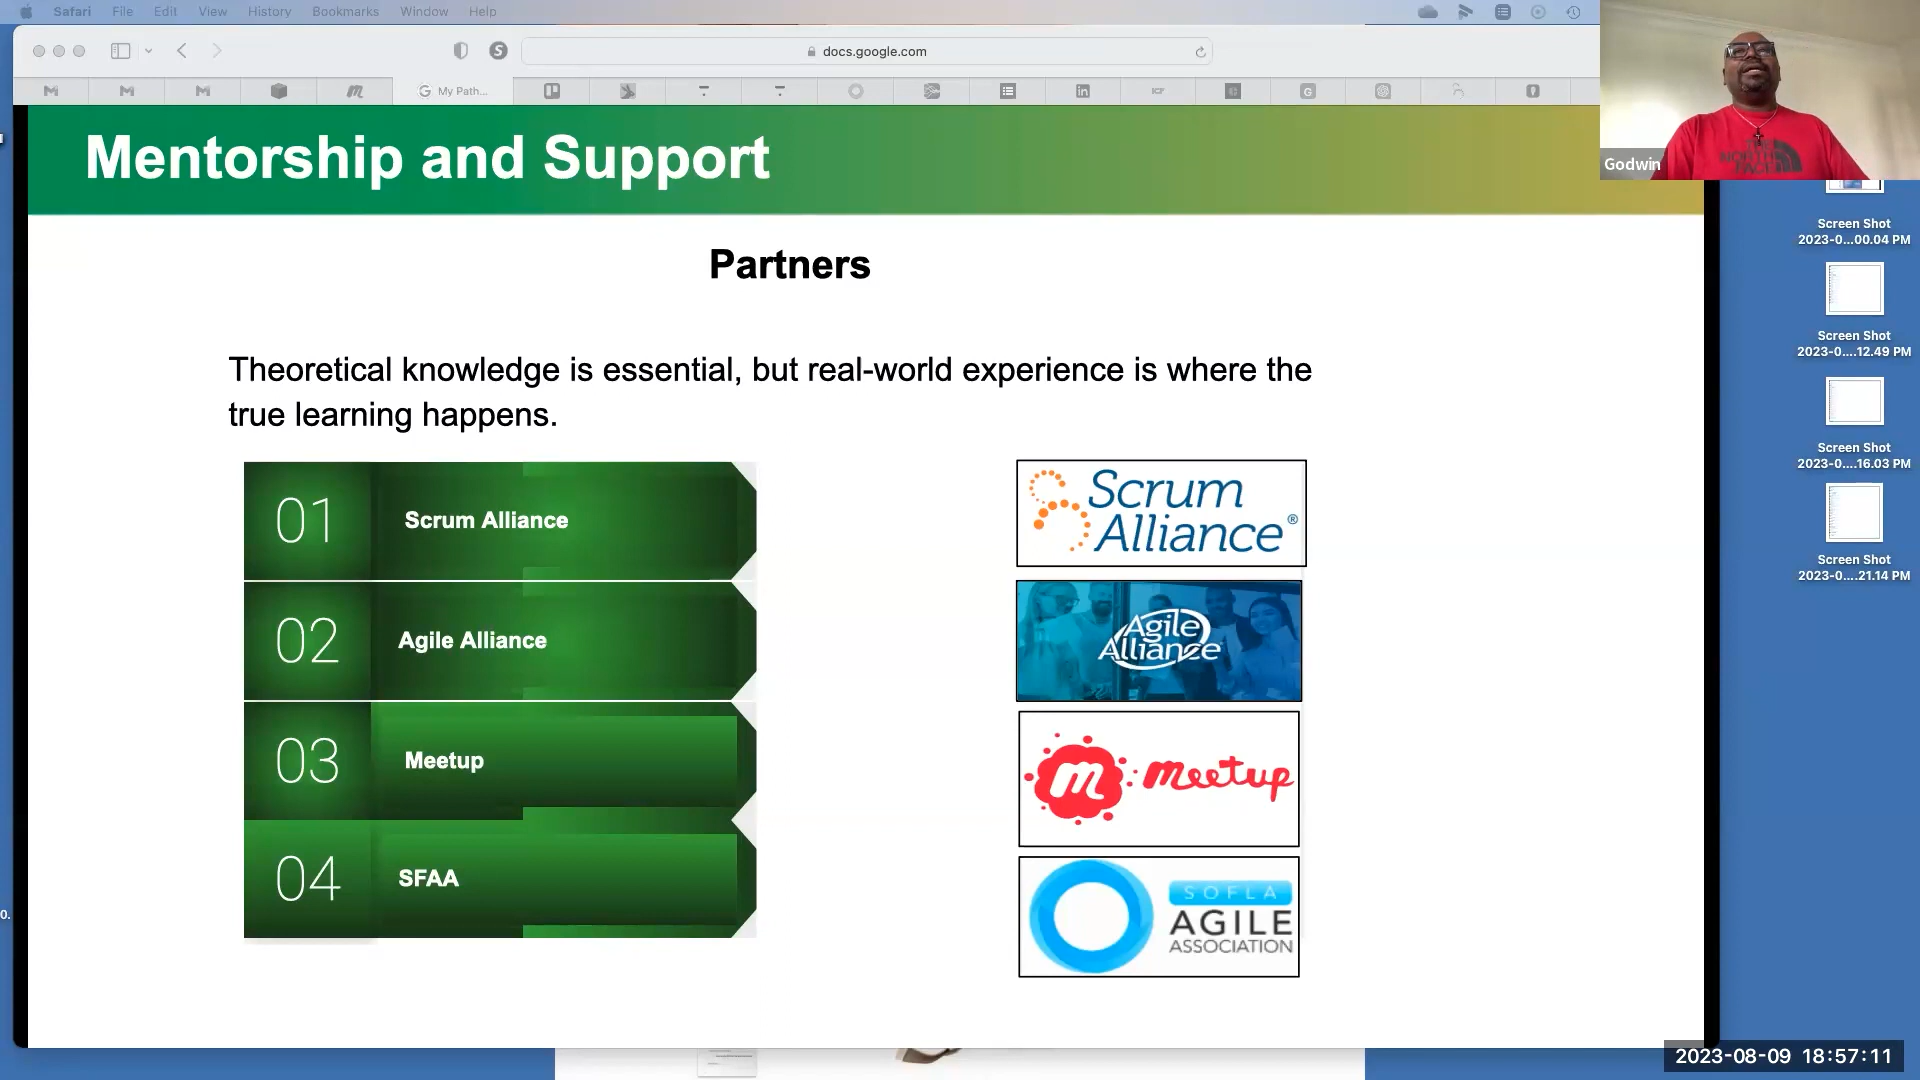 Safari File Edit View History Bookmarks Window Help
docs.google.com
My Path...
Mentorship and Support
Godwin
THE
NORTH
FACE
Screen Shot
2023-0...00.04 PM
Screen Shot
2023-0....12.49 PM
Screen Shot
2023-0....16.03 PM
Screen Shot
2023-0....21.14 PM
Partners
Theoretical knowledge is essential, but real-world experience is where the
true learning happens.
01 Scrum Alliance
02 Agile Alliance
03 Meetup
04 SFAA
Scrum
Alliance®
Agile
Alliance
m meetup
SOFLA
AGILE
ASSOCIATION
0.
2023-08-09 18:57:11